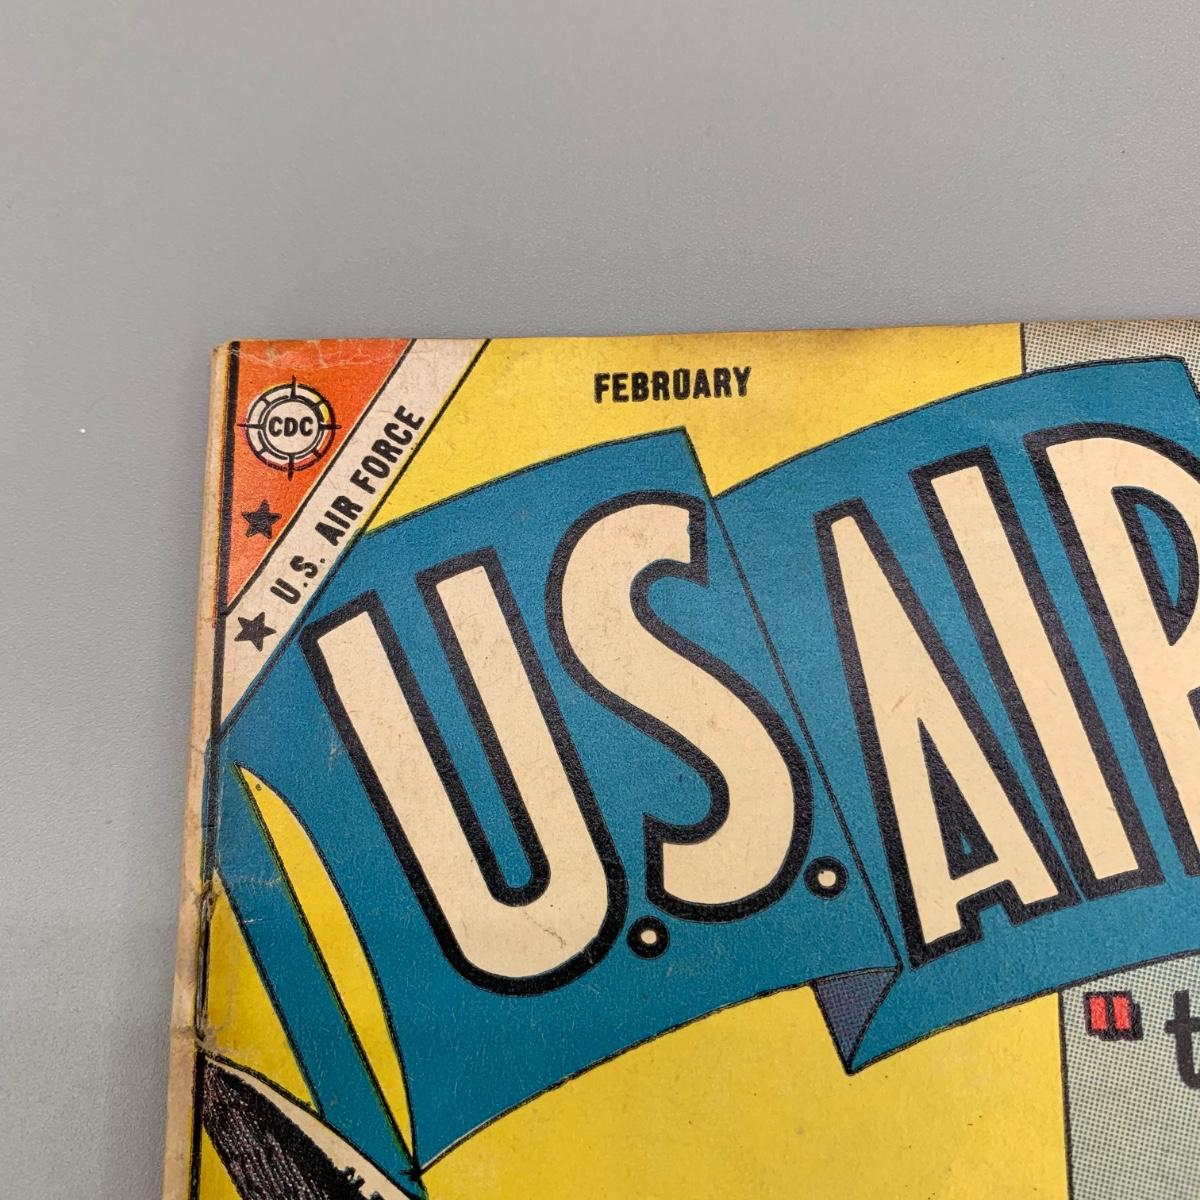 FEBRUARY
CDC
U.S. AIR FORCE
U.S. AIR
"t